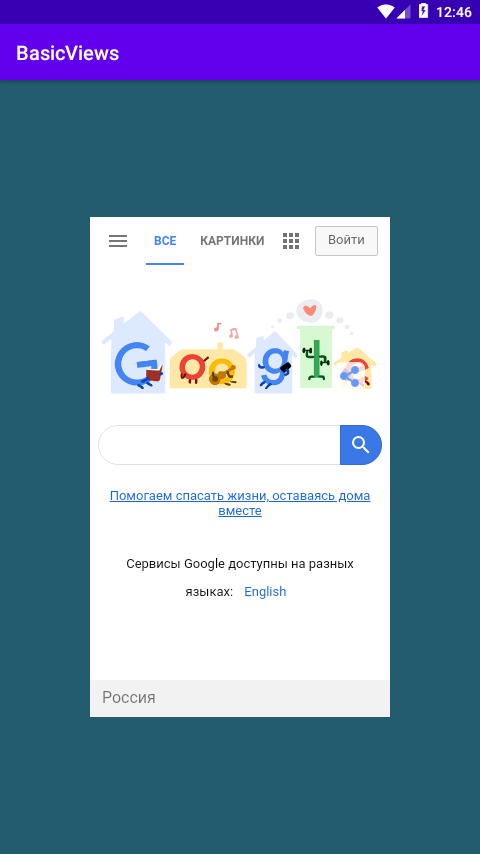 12:46
BasicViews
ВСЕ КАРТИНКИ Войти
Google
Помогаем спасать жизни, оставаясь дома
вместе
Сервисы Google доступны на разных
языках: English
Россия